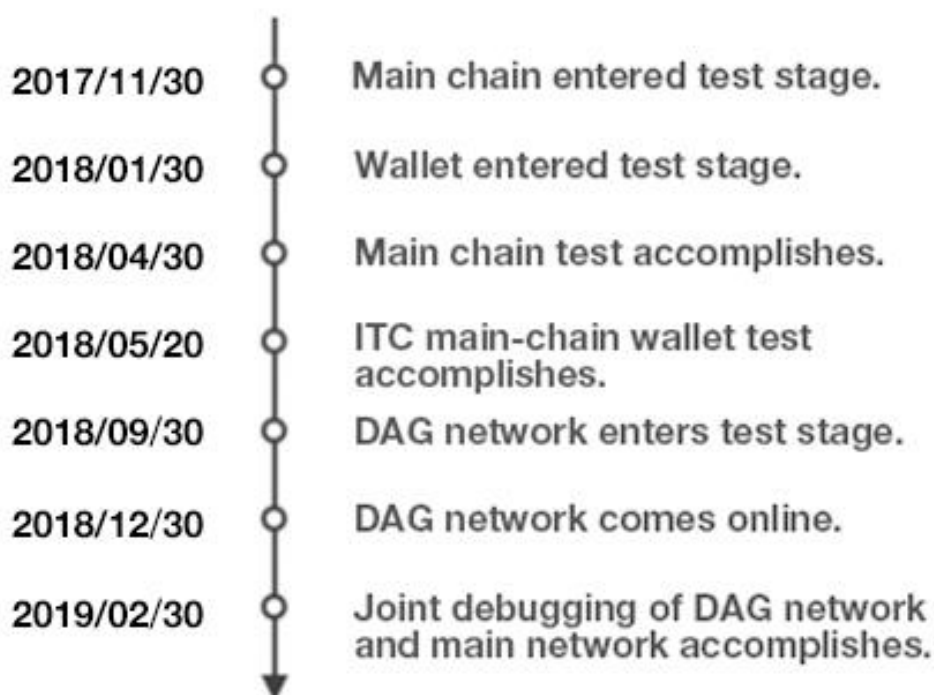 2017/11/30 Main chain entered test stage.
2018/01/30 Wallet entered test stage.
2018/04/30 Main chain test accomplishes.
2018/05/20 ITC main-chain wallet test
accomplishes.
2018/09/30 DAG network enters test stage.
2018/12/30 DAG network comes online.
2019/02/30 Joint debugging of DAG network
and main network accomplishes.